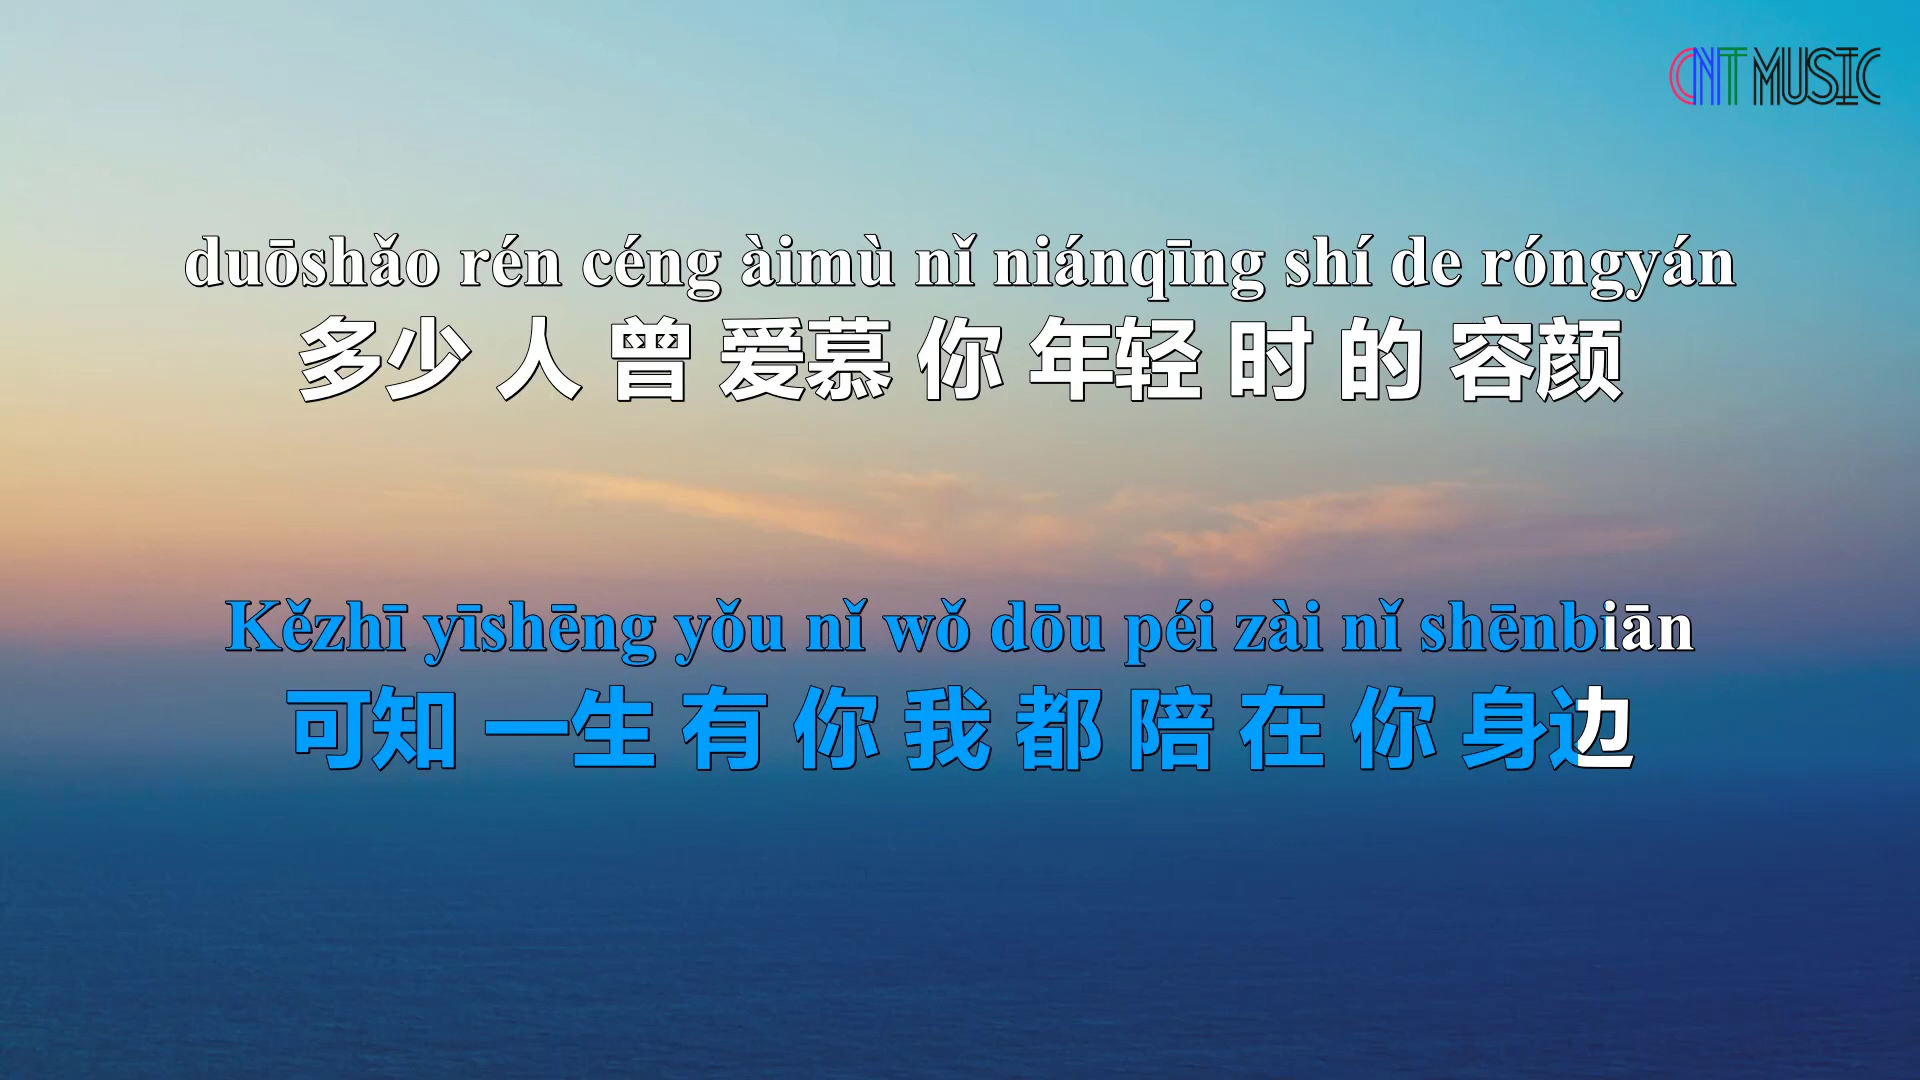 CNT MUSIC
duōshǎo rén céng àimù nǐ niánqīng shí de róngyán
多少 人 曾 爱慕 你 年轻 时 的 容颜
Kězhī yīshēng yǒu nǐ wǒ dōu péi zài nǐ shēnbiān
可知 一生 有 你 我 都 陪 在 你 身边